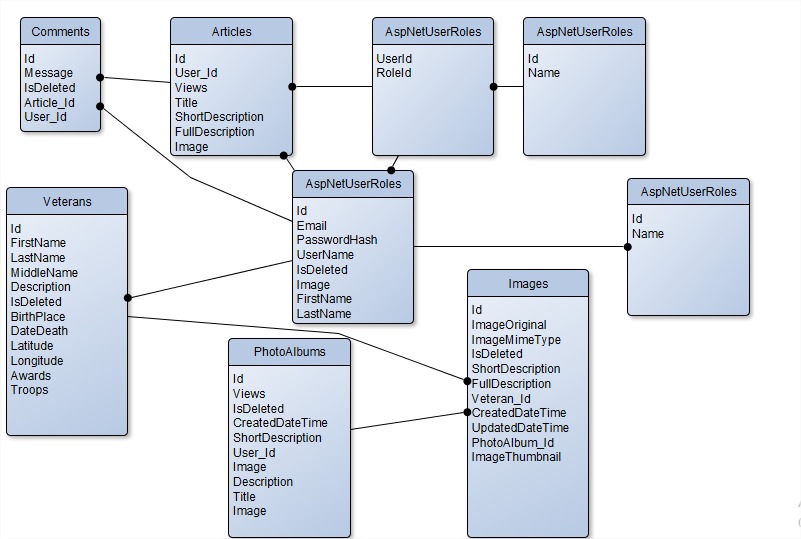 Comments
Id
Message
IsDeleted
Article_Id
User_Id
Articles
Id
User_Id
Views
Title
ShortDescription
FullDescription
Image
AspNetUserRoles
UserId
RoleId
AspNetUserRoles
Id
Name
Veterans
Id
FirstName
LastName
MiddleName
Description
IsDeleted
BirthPlace
DateDeath
Latitude
Longitude
Awards
Troops
AspNetUserRoles
Id
Email
PasswordHash
UserName
IsDeleted
Image
FirstName
LastName
AspNetUserRoles
Id
Name
PhotoAlbums
Id
Views
IsDeleted
CreatedDateTime
ShortDescription
User_Id
Image
Description
Title
Image
Images
Id
ImageOriginal
ImageMimeType
IsDeleted
ShortDescription
FullDescription
Veteran_Id
CreatedDateTime
UpdatedDateTime
PhotoAlbum_Id
ImageThumbnail